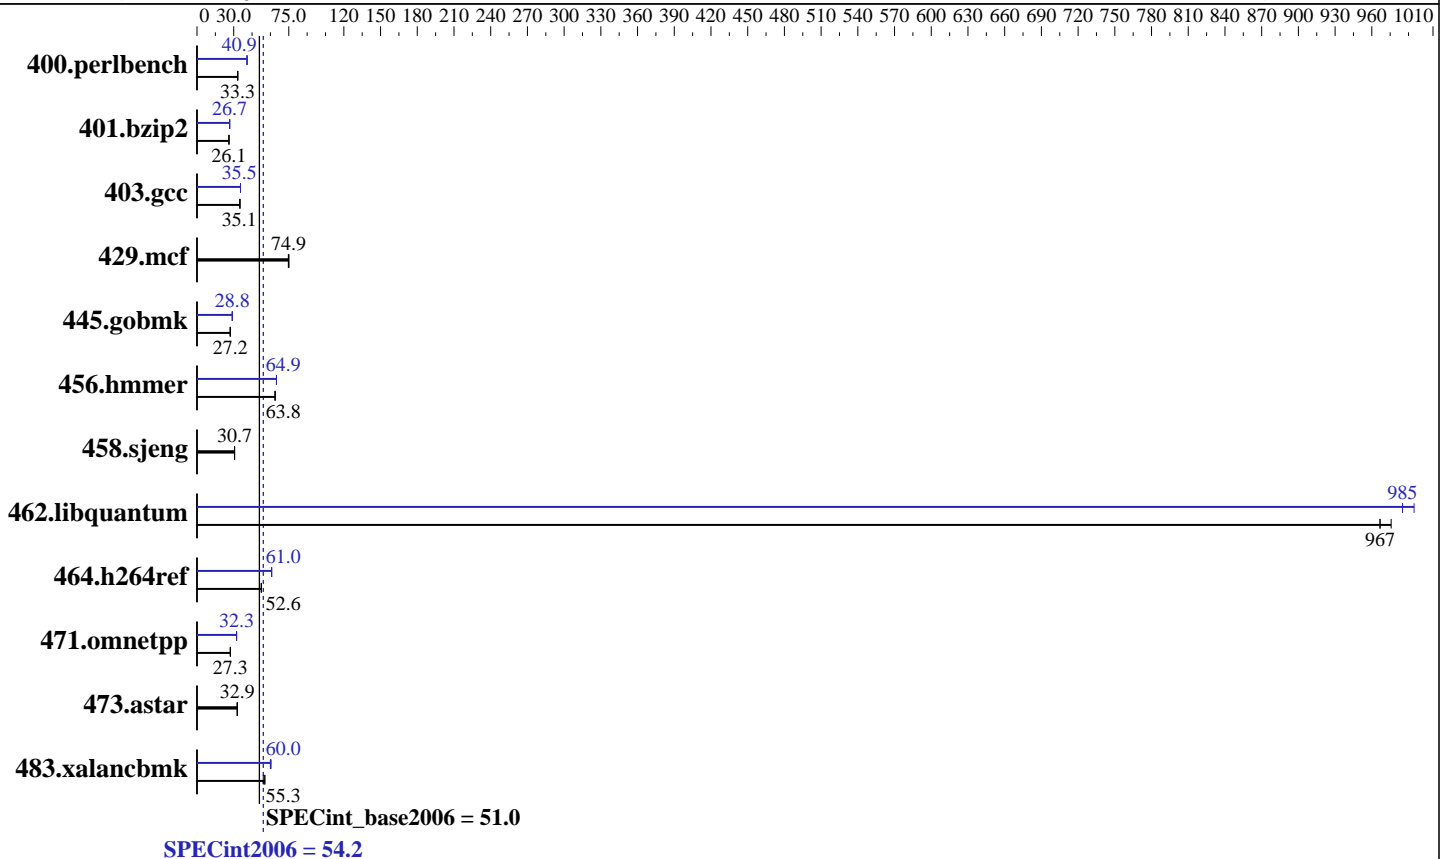 0 30.0 75.0 120 150 180 210 240 270 300 330 360 390 420 450 480 510 540 570 600 630 660 690 720 750 780 810 840 870 900 930 960 1010
40.9
400.perlbench
33.3
26.7
401.bzip2
26.1
35.5
403.gcc
35.1
74.9
429.mcf
28.8
445.gobmk
27.2
64.9
456.hmmer
63.8
30.7
458.sjeng
985
462.libquantum
967
61.0
464.h264ref
52.6
32.3
471.omnetpp
27.3
32.9
473.astar
60.0
483.xalancbmk
55.3
SPECint_base2006 = 51.0
SPECint2006 = 54.2